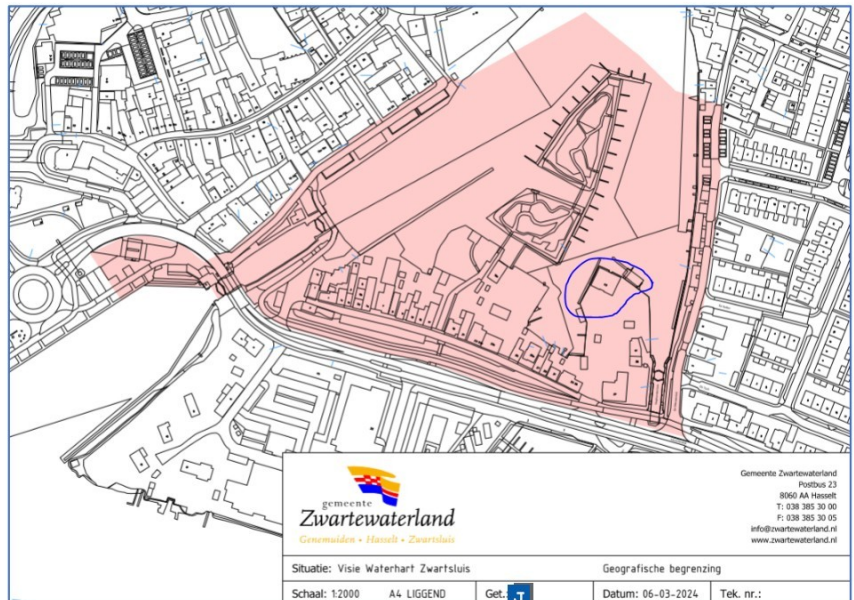 gemeente
Zwartewaterland
Genemuiden • Hasselt • Zwartsluis
Gemeente Zwartewaterland
Postbus 23
8060 AA Hasselt
T: 038 385 30 00
F: 038 385 30 05
info@zwartewaterland.nl
www.zwartewaterland.nl
Situatie: Visie Waterhart Zwartsluis Geografische begrenzing
Schaal: 1:2000 A4 LIGGEND Get.: Datum: 06-03-2024 Tek. nr.: